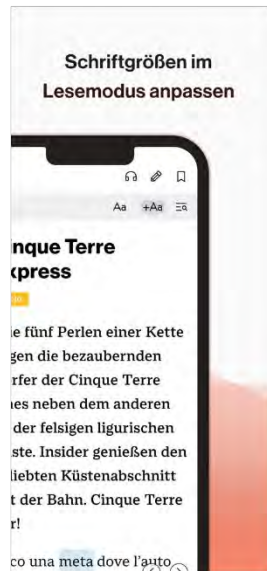 Schriftgrößen im
Lesemodus anpassen
Aa +Aa
inque Terre
xpress
ie fünf Perlen einer Kette
gen die bezaubernden
rfer der Cinque Terre
nes neben dem anderen
der felsigen ligurischen
ste. Insider genießen den
liebten Küstenabschnitt
t der Bahn. Cinque Terre
r!
co una meta dove l'auto